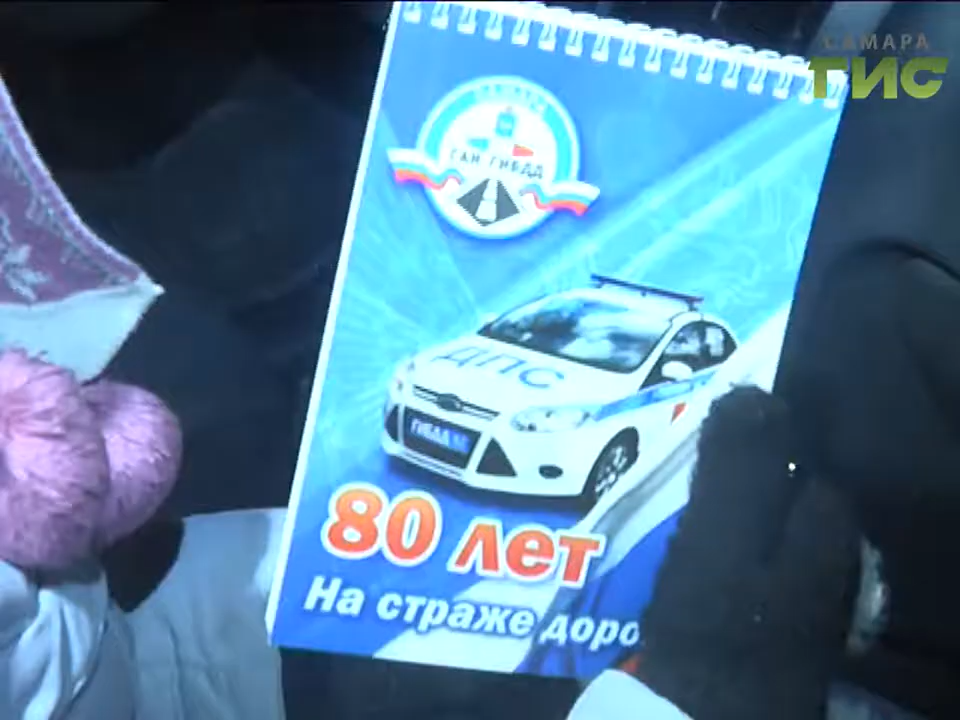 САМАРА
ГИС
ГАИ ГИБДД
ДПС
ГИБДД
80 лет
На страже доро